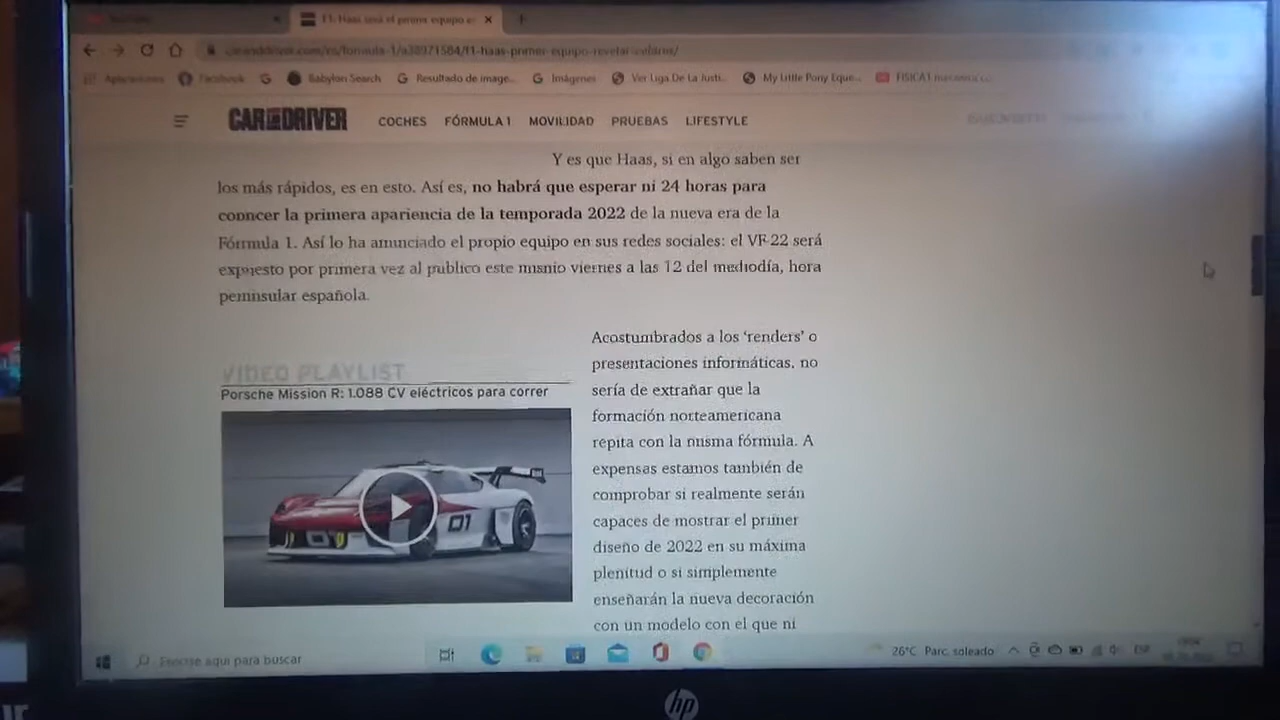 F1: Haas será el primer equipo e
caranddriver.com/es/formula-1/a38971584/f1-haas-primer-equipo-revelar-colores/
Aplicaciones Facebook Babylon Search Resultado de image... Imágenes Ver Liga De La Justi... My Little Pony Eque...
CAR AND DRIVER COCHES FÓRMULA 1 MOVILIDAD PRUEBAS LIFESTYLE
Y es que Haas, si en algo saben ser
los más rápidos, es en esto. Así es, no habrá que esperar ni 24 horas para
conocer la primera apariencia de la temporada 2022 de la nueva era de la
Fórmula 1. Así lo ha anunciado el propio equipo en sus redes sociales: el VF-22 será
expuesto por primera vez al público este mismo viernes a las 12 del mediodía, hora
peninsular española.
VIDEO PLAYLIST
Porsche Mission R: 1.088 CV eléctricos para correr
01
01
Acostumbrados a los ‘renders’ o
presentaciones informáticas, no
sería de extrañar que la
formación norteamericana
repita con la misma fórmula. A
expensas estamos también de
comprobar si realmente serán
capaces de mostrar el primer
diseño de 2022 en su máxima
plenitud o si simplemente
enseñarán la nueva decoración
con un modelo con el que ni
Escribe aquí para buscar
26°C Parc. soleado ESP
hp